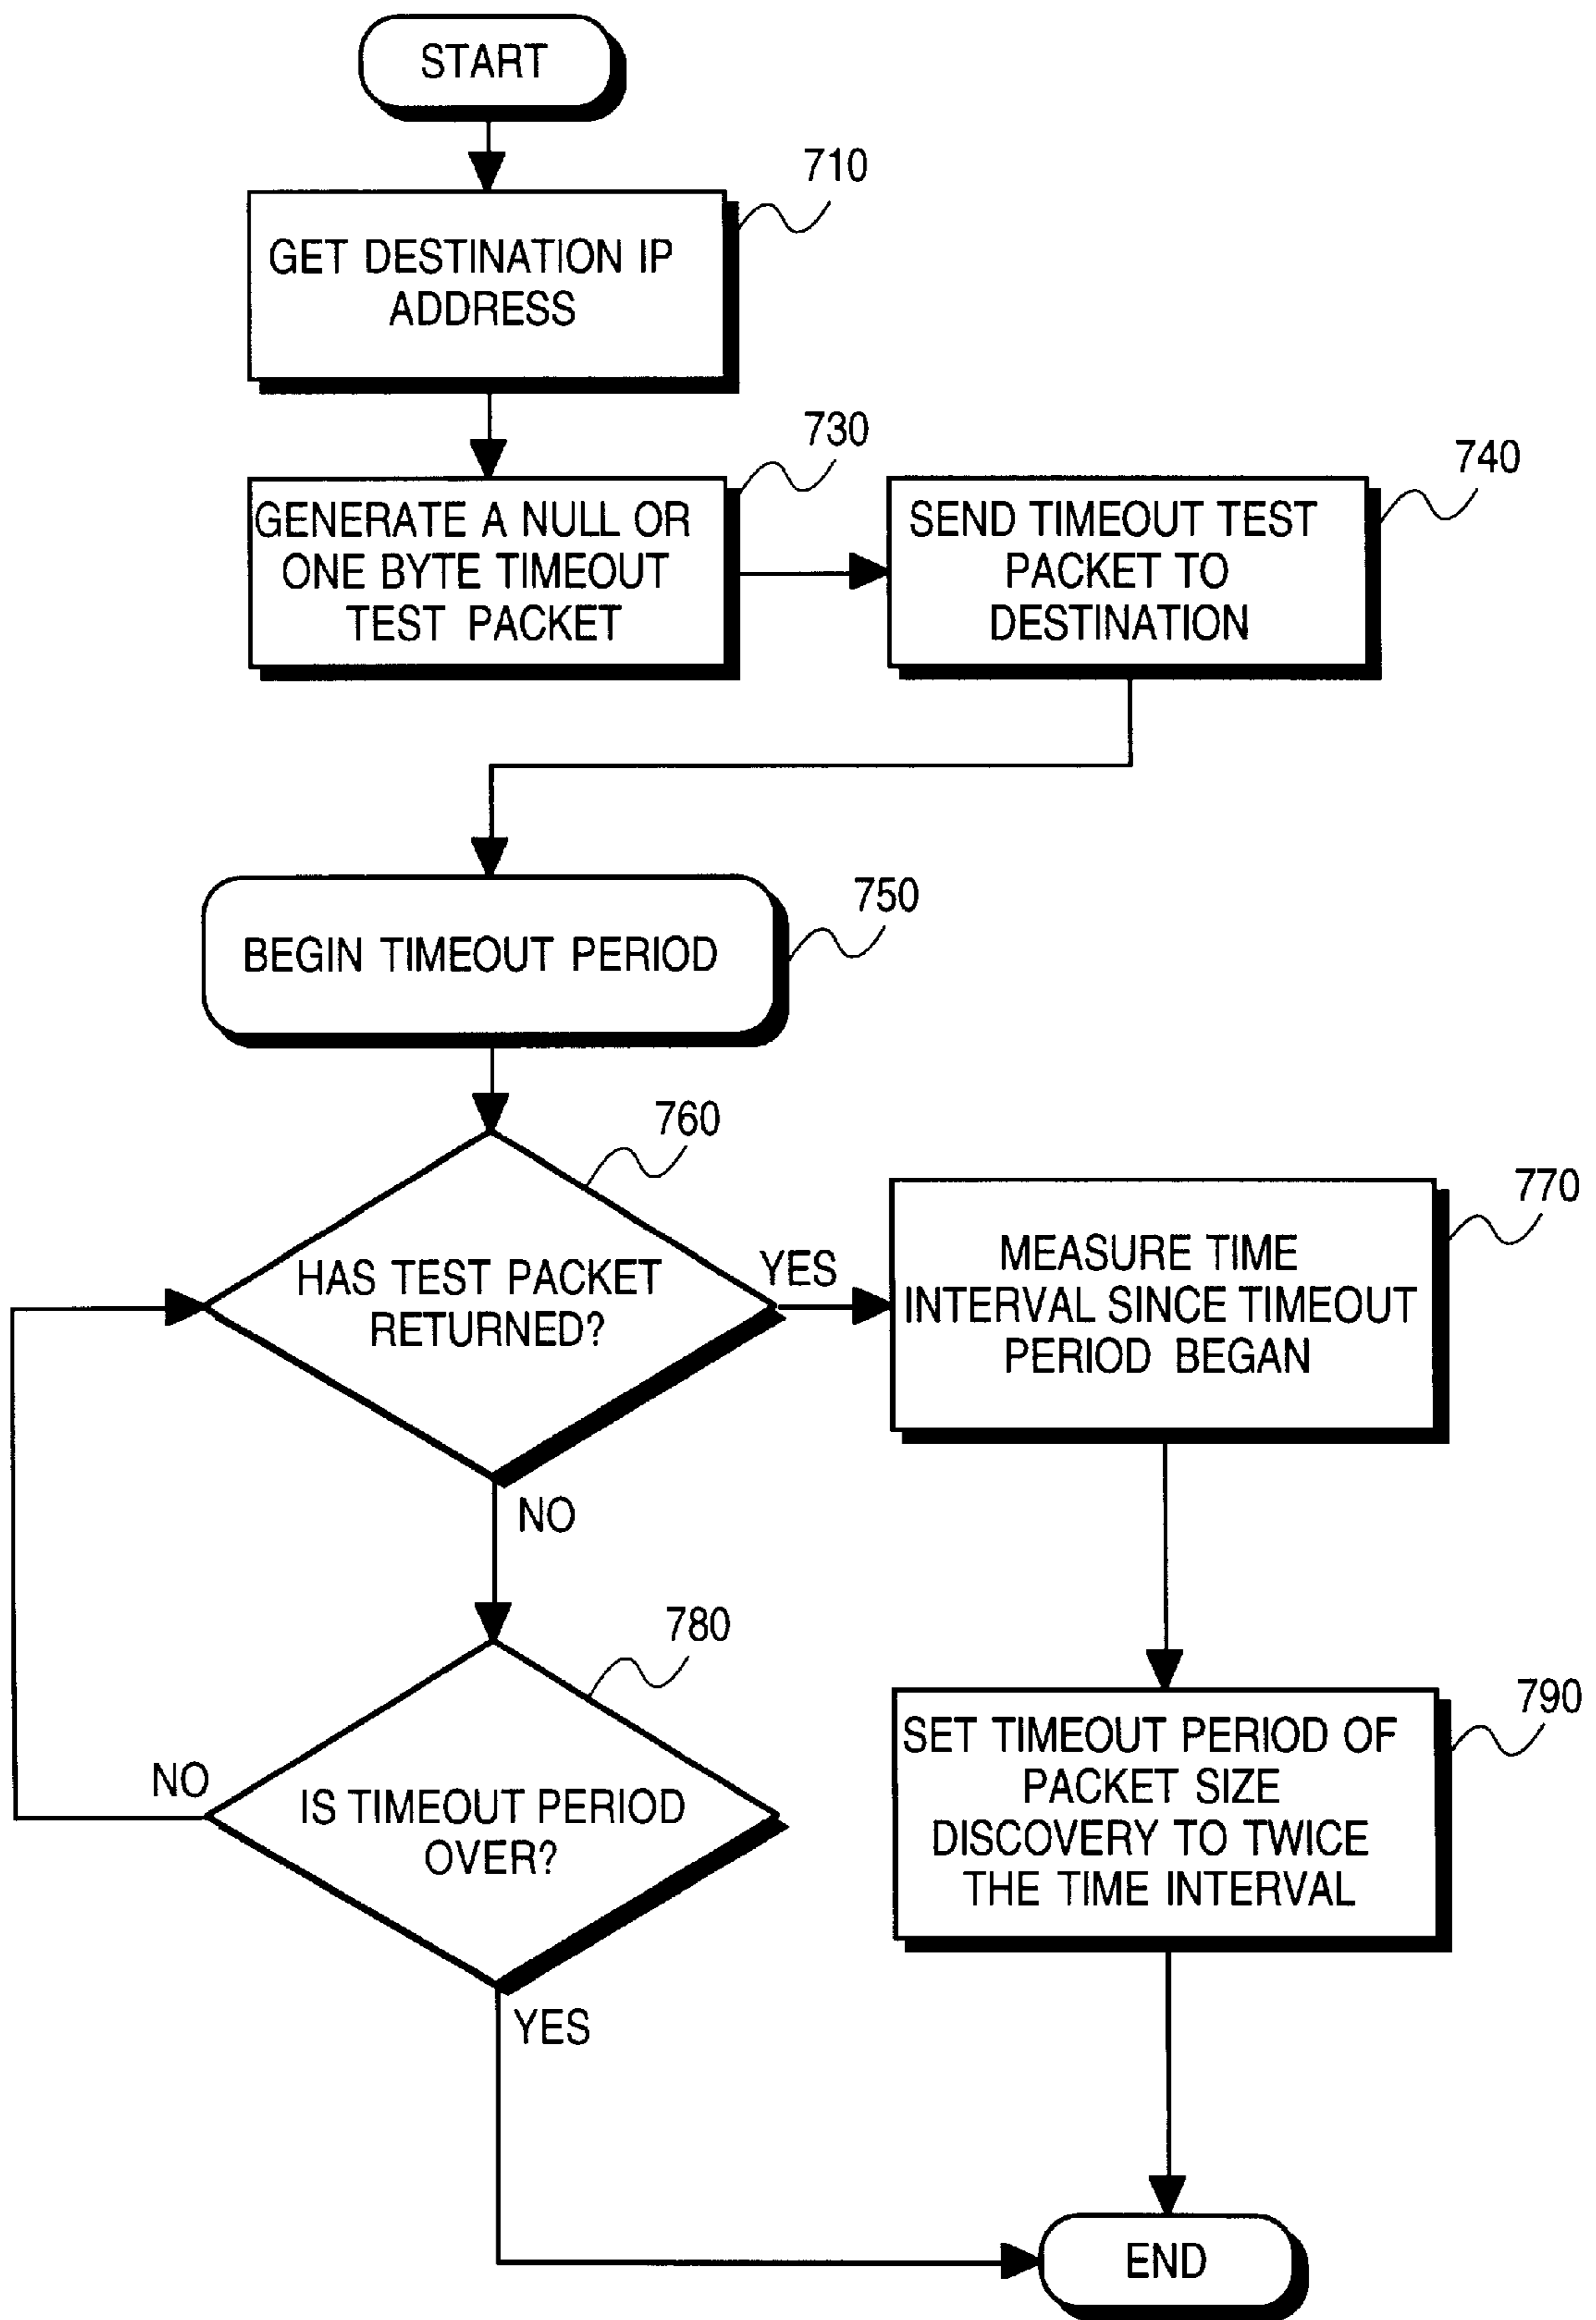 START
710
GET DESTINATION IP
ADDRESS
730
GENERATE A NULL OR
ONE BYTE TIMEOUT
TEST PACKET
740
SEND TIMEOUT TEST
PACKET TO
DESTINATION
750
BEGIN TIMEOUT PERIOD
760
HAS TEST PACKET
RETURNED?
YES
NO
770
MEASURE TIME
INTERVAL SINCE TIMEOUT
PERIOD BEGAN
780
IS TIMEOUT PERIOD
OVER?
NO
YES
790
SET TIMEOUT PERIOD OF
PACKET SIZE
DISCOVERY TO TWICE
THE TIME INTERVAL
END